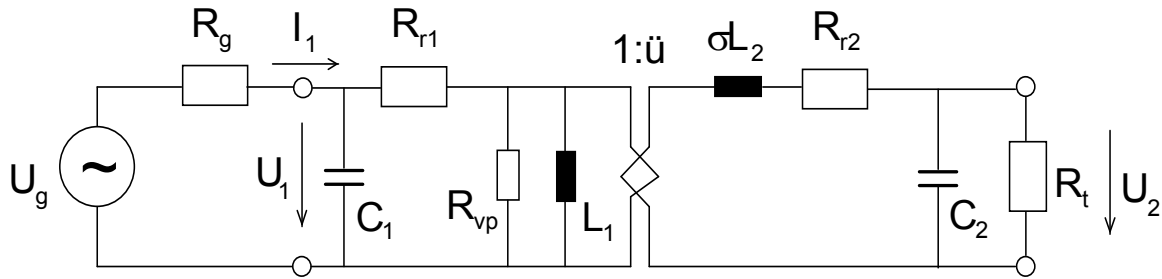 R_g
I_1
R_r1
1:ü
σL_2
R_r2
U_g
~
U_1
C_1
R_vp
L_1
C_2
R_t
U_2